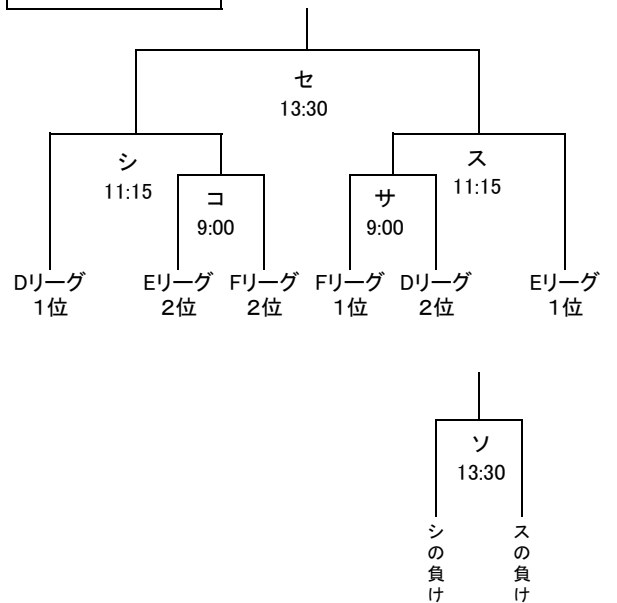 セ
13:30
シ
11:15
ス
11:15
コ
9:00
サ
9:00
Dリーグ
1位
Eリーグ
2位
Fリーグ
2位
Fリーグ
1位
Dリーグ
2位
Eリーグ
1位
ソ
13:30
シの負け
スの負け